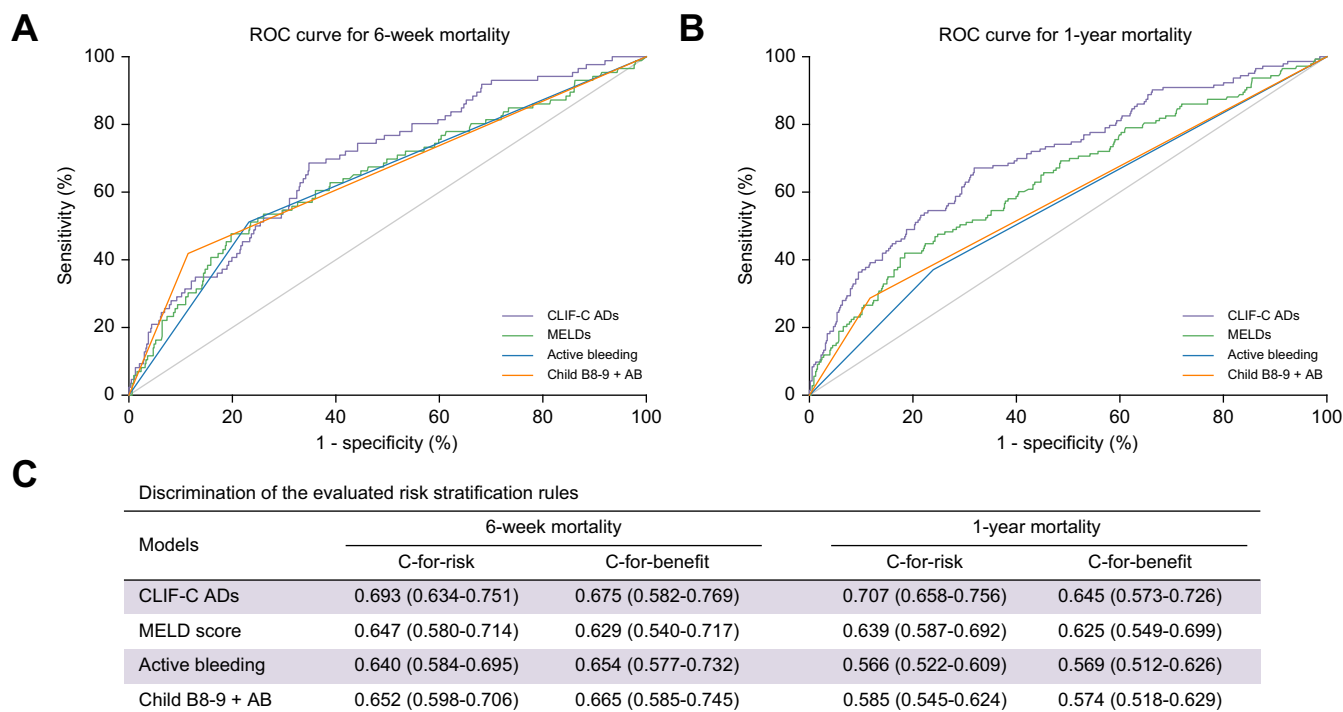 A
ROC curve for 6-week mortality
Sensitivity (%)
100
80
60
40
20
0
CLIF-C ADs
MELDs
Active bleeding
Child B8-9 + AB
0 20 40 60 80 100
1 - specificity (%)
B
ROC curve for 1-year mortality
Sensitivity (%)
100
80
60
40
20
0
CLIF-C ADs
MELDs
Active bleeding
Child B8-9 + AB
0 20 40 60 80 100
1 - specificity (%)
C
Discrimination of the evaluated risk stratification rules
Models 6-week mortality 1-year mortality
C-for-risk C-for-benefit C-for-risk C-for-benefit
CLIF-C ADs 0.693 (0.634-0.751) 0.675 (0.582-0.769) 0.707 (0.658-0.756) 0.645 (0.573-0.726)
MELD score 0.647 (0.580-0.714) 0.629 (0.540-0.717) 0.639 (0.587-0.692) 0.625 (0.549-0.699)
Active bleeding 0.640 (0.584-0.695) 0.654 (0.577-0.732) 0.566 (0.522-0.609) 0.569 (0.512-0.626)
Child B8-9 + AB 0.652 (0.598-0.706) 0.665 (0.585-0.745) 0.585 (0.545-0.624) 0.574 (0.518-0.629)